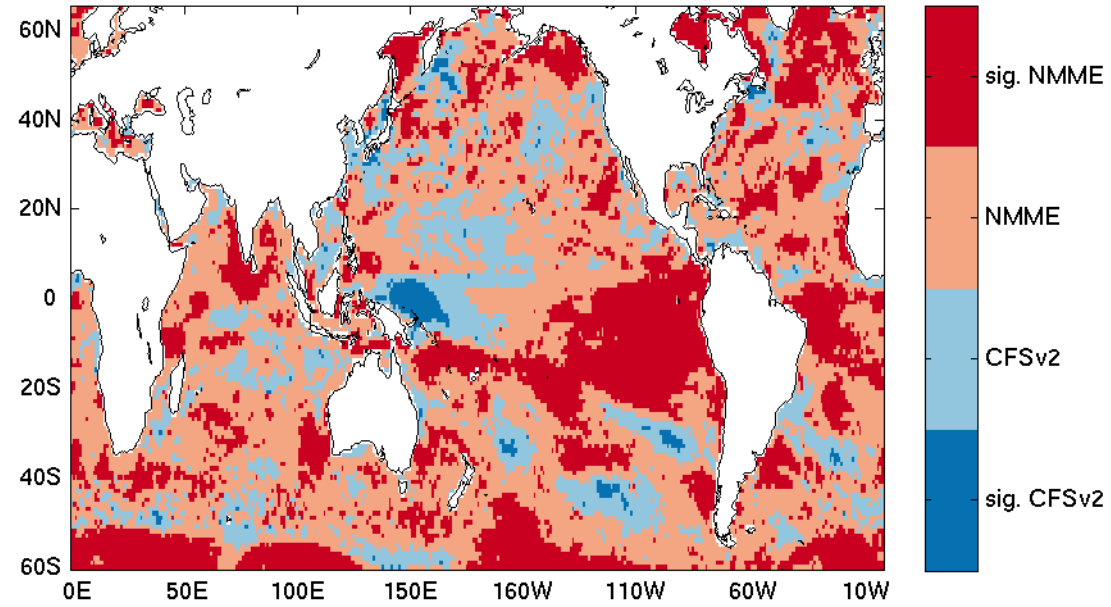 60N
40N
20N
0
20S
40S
60S
0E
50E
100E
150E
160W
110W
60W
10W
sig. NMME
NMME
CFSv2
sig. CFSv2